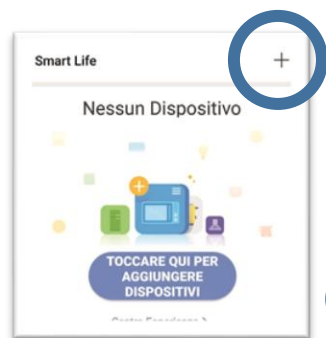 Smart Life
Nessun Dispositivo
TOCCARE QUI PER
AGGIUNGERE
DISPOSITIVI